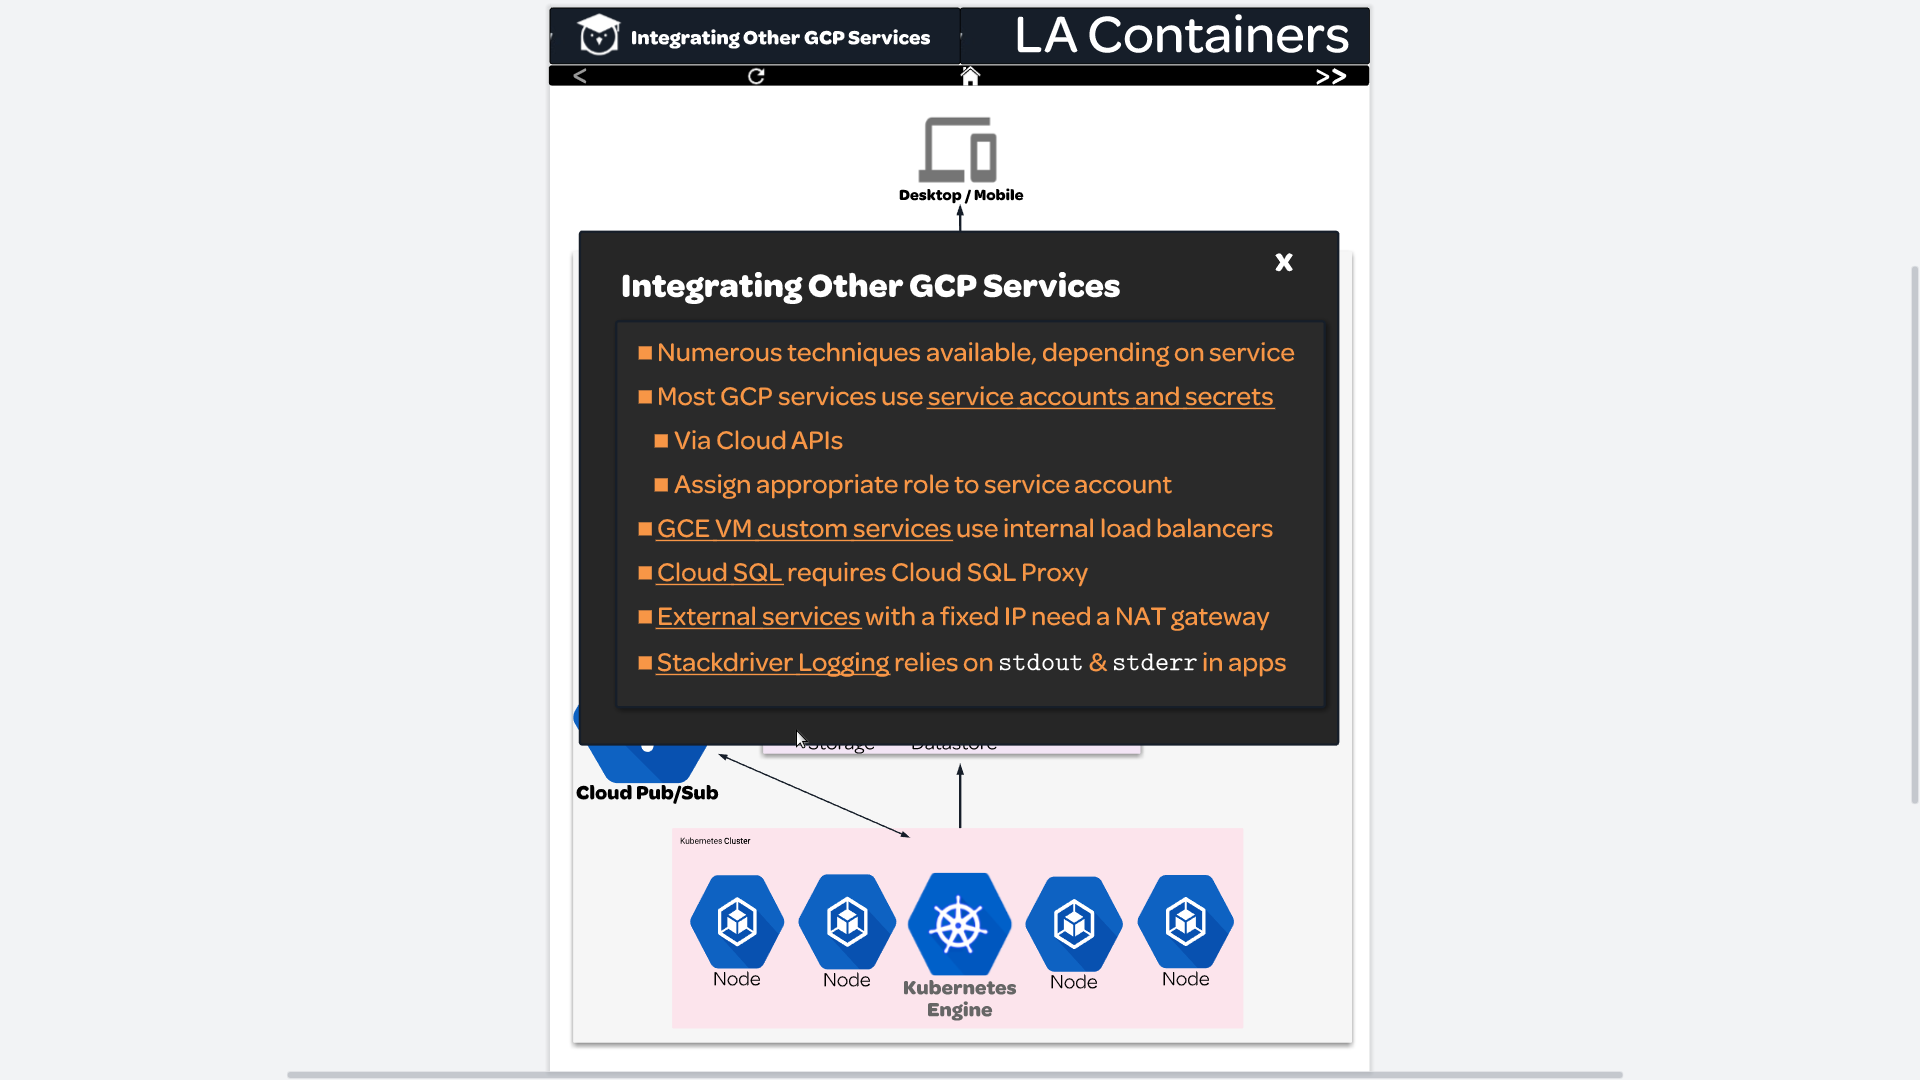 Integrating Other GCP Services
LA Containers
< >>
Desktop / Mobile
X
Integrating Other GCP Services
Numerous techniques available, depending on service
Most GCP services use service accounts and secrets
Via Cloud APIs
Assign appropriate role to service account
GCE VM custom services use internal load balancers
Cloud SQL requires Cloud SQL Proxy
External services with a fixed IP need a NAT gateway
Stackdriver Logging relies on stdout & stderr in apps
Storage Datastore
Cloud Pub/Sub
Kubernetes Cluster
Node Node Node Node
Kubernetes
Engine